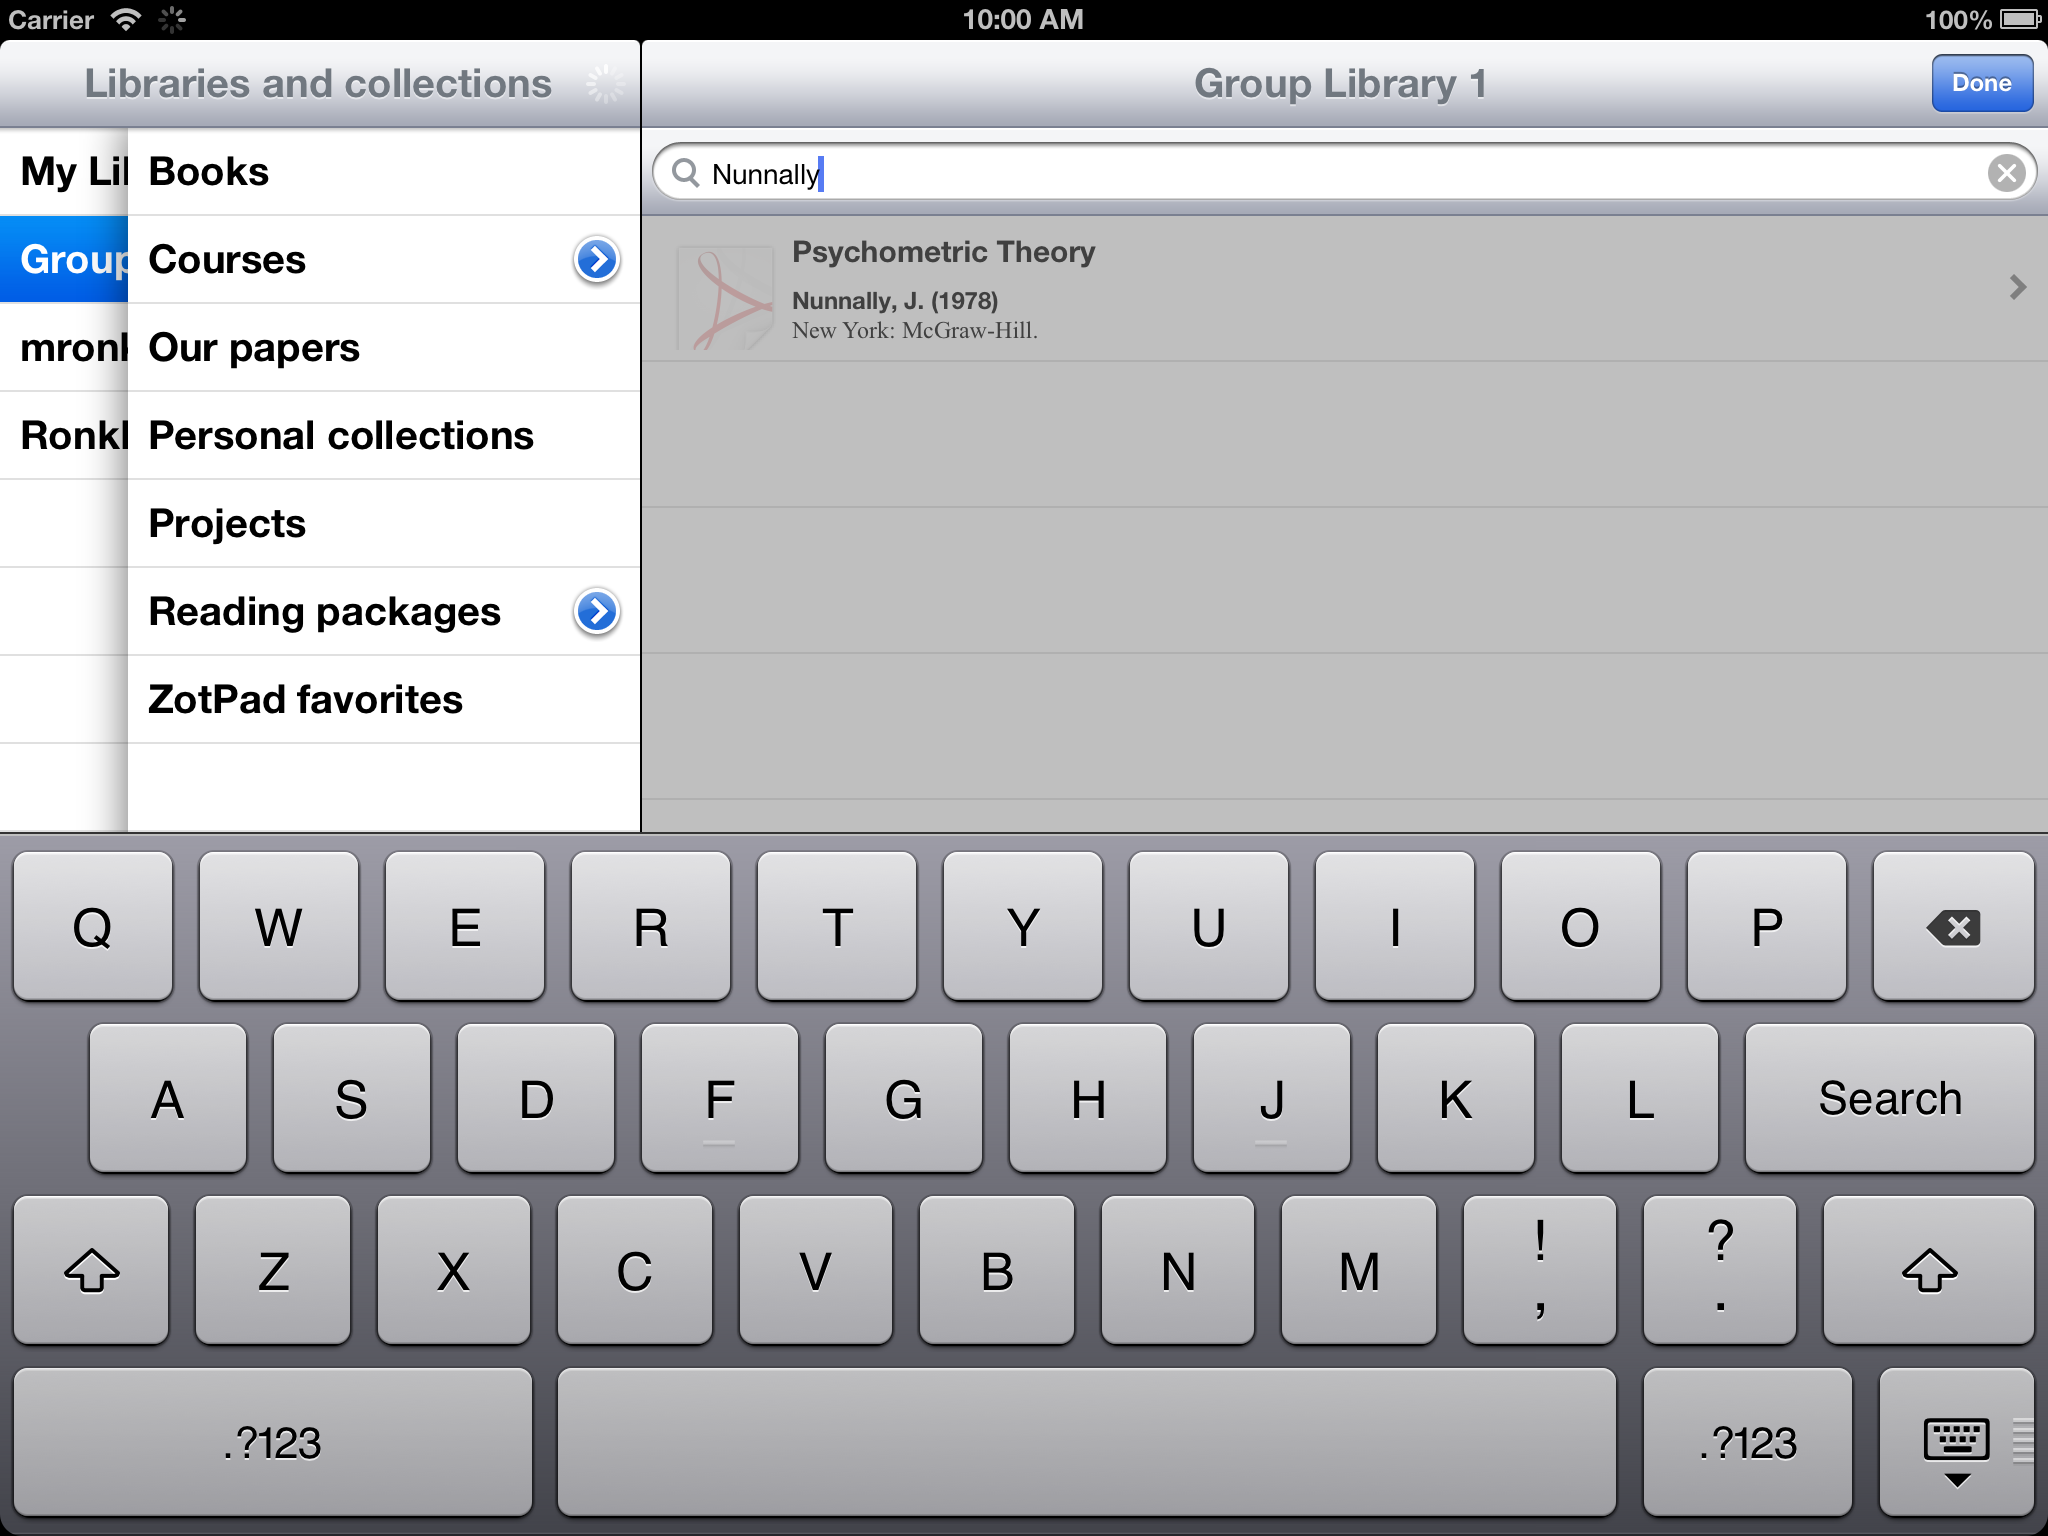 Carrier
10:00 AM
100%
Libraries and collections
Group Library 1
Done
My Lil
Group
mronk
Ronkl
Books
Courses
Our papers
Personal collections
Projects
Reading packages
ZotPad favorites
Nunnally
Psychometric Theory
Nunnally, J. (1978)
New York: McGraw-Hill.
Q W E R T Y U I O P
A S D F G H J K L Search
Z X C V B N M ! , ? .
.?123 .?123